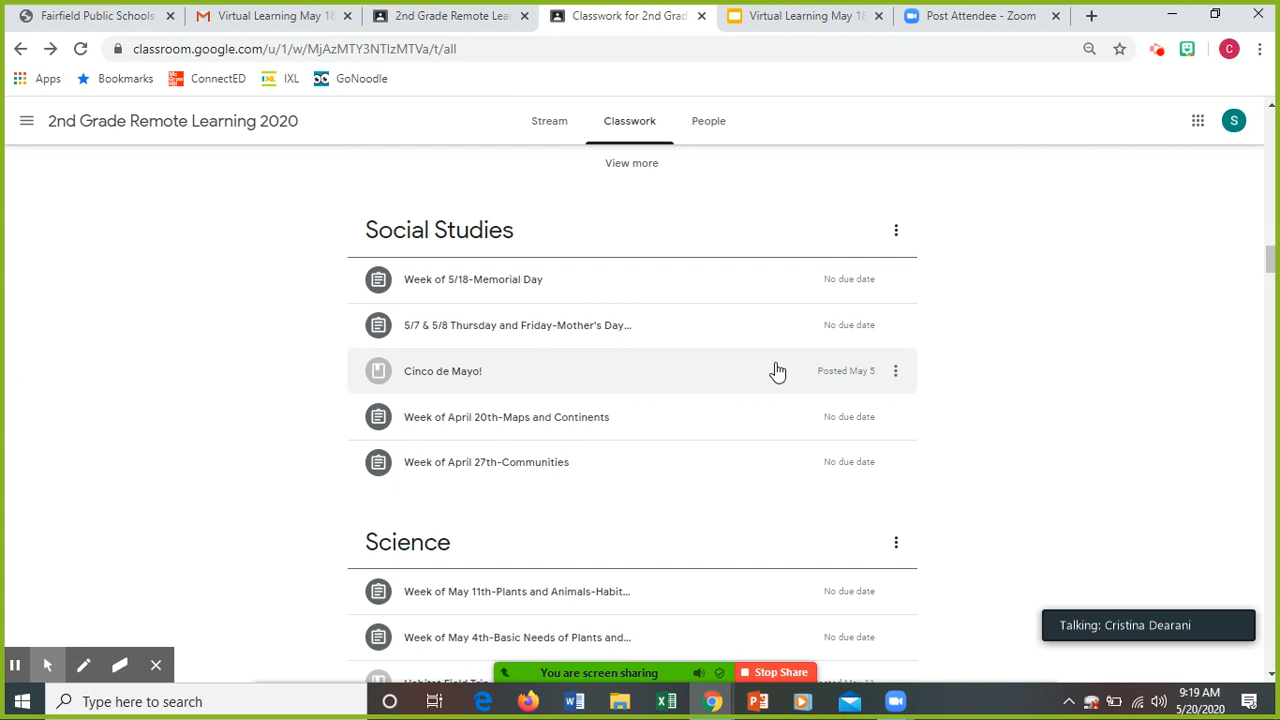 Fairfield Public Schools
Virtual Learning May 18
2nd Grade Remote Lea
Classwork for 2nd Grad
Virtual Learning May 18
Post Attendee - Zoom
classroom.google.com/u/1/w/MjAzMTY3NTIzMTVa/t/all
C
Apps
Bookmarks
ConnectED
IXL
GoNoodle
2nd Grade Remote Learning 2020
Stream
Classwork
People
S
View more
Social Studies
Week of 5/18-Memorial Day
No due date
5/7 & 5/8 Thursday and Friday-Mother's Day...
No due date
Cinco de Mayo!
Posted May 5
Week of April 20th-Maps and Continents
No due date
Week of April 27th-Communities
No due date
Science
Week of May 11th-Plants and Animals-Habit...
No due date
Week of May 4th-Basic Needs of Plants and...
No due date
Talking: Cristina Dearani
You are screen sharing
Stop Share
Type here to search
9:19 AM
5/20/2020